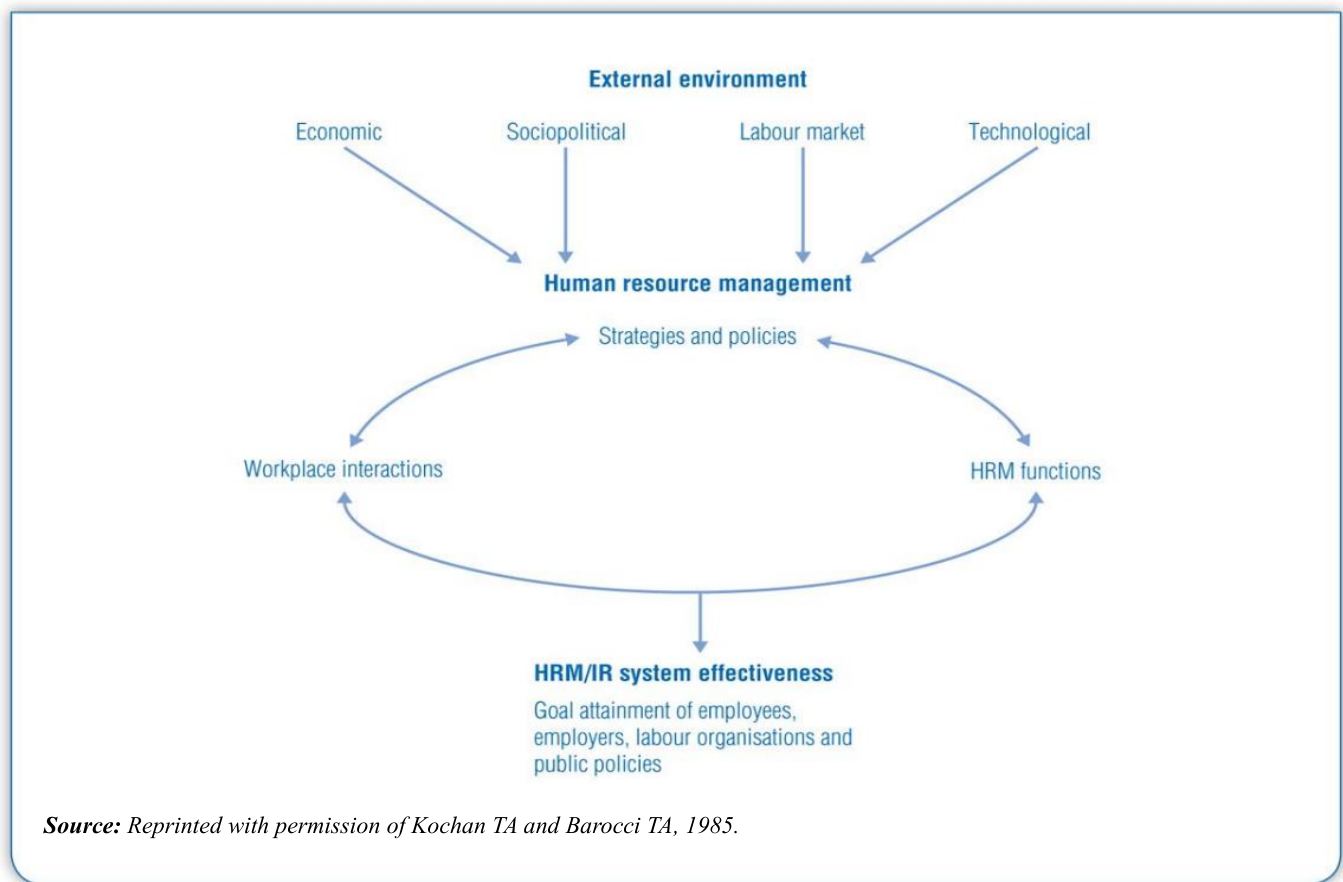 External environment
Economic Sociopolitical Labour market Technological
Human resource management
Strategies and policies
Workplace interactions HRM functions
HRM/IR system effectiveness
Goal attainment of employees,
employers, labour organisations and
public policies
Source: Reprinted with permission of Kochan TA and Barocci TA, 1985.